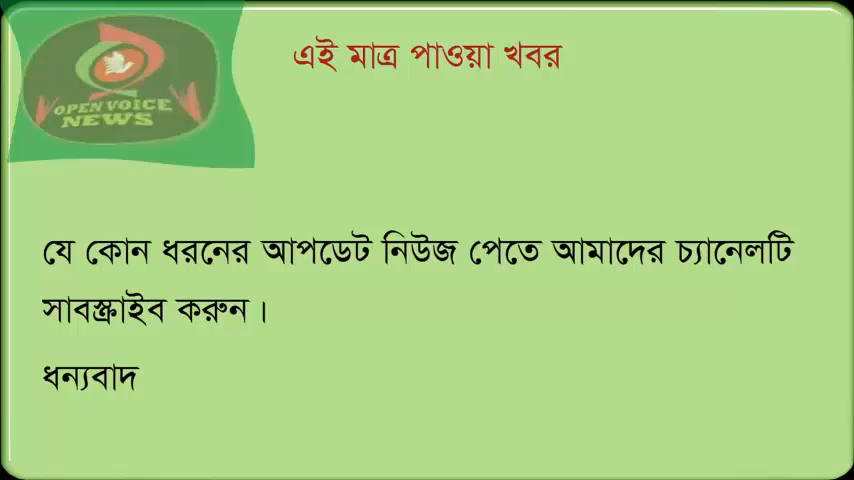 এই মাত্র পাওয়া খবর
OPEN VOICE
NEWS
যে কোন ধরনের আপডেট নিউজ পেতে আমাদের চ্যানেলটি
সাবস্ক্রাইব করুন।
ধন্যবাদ